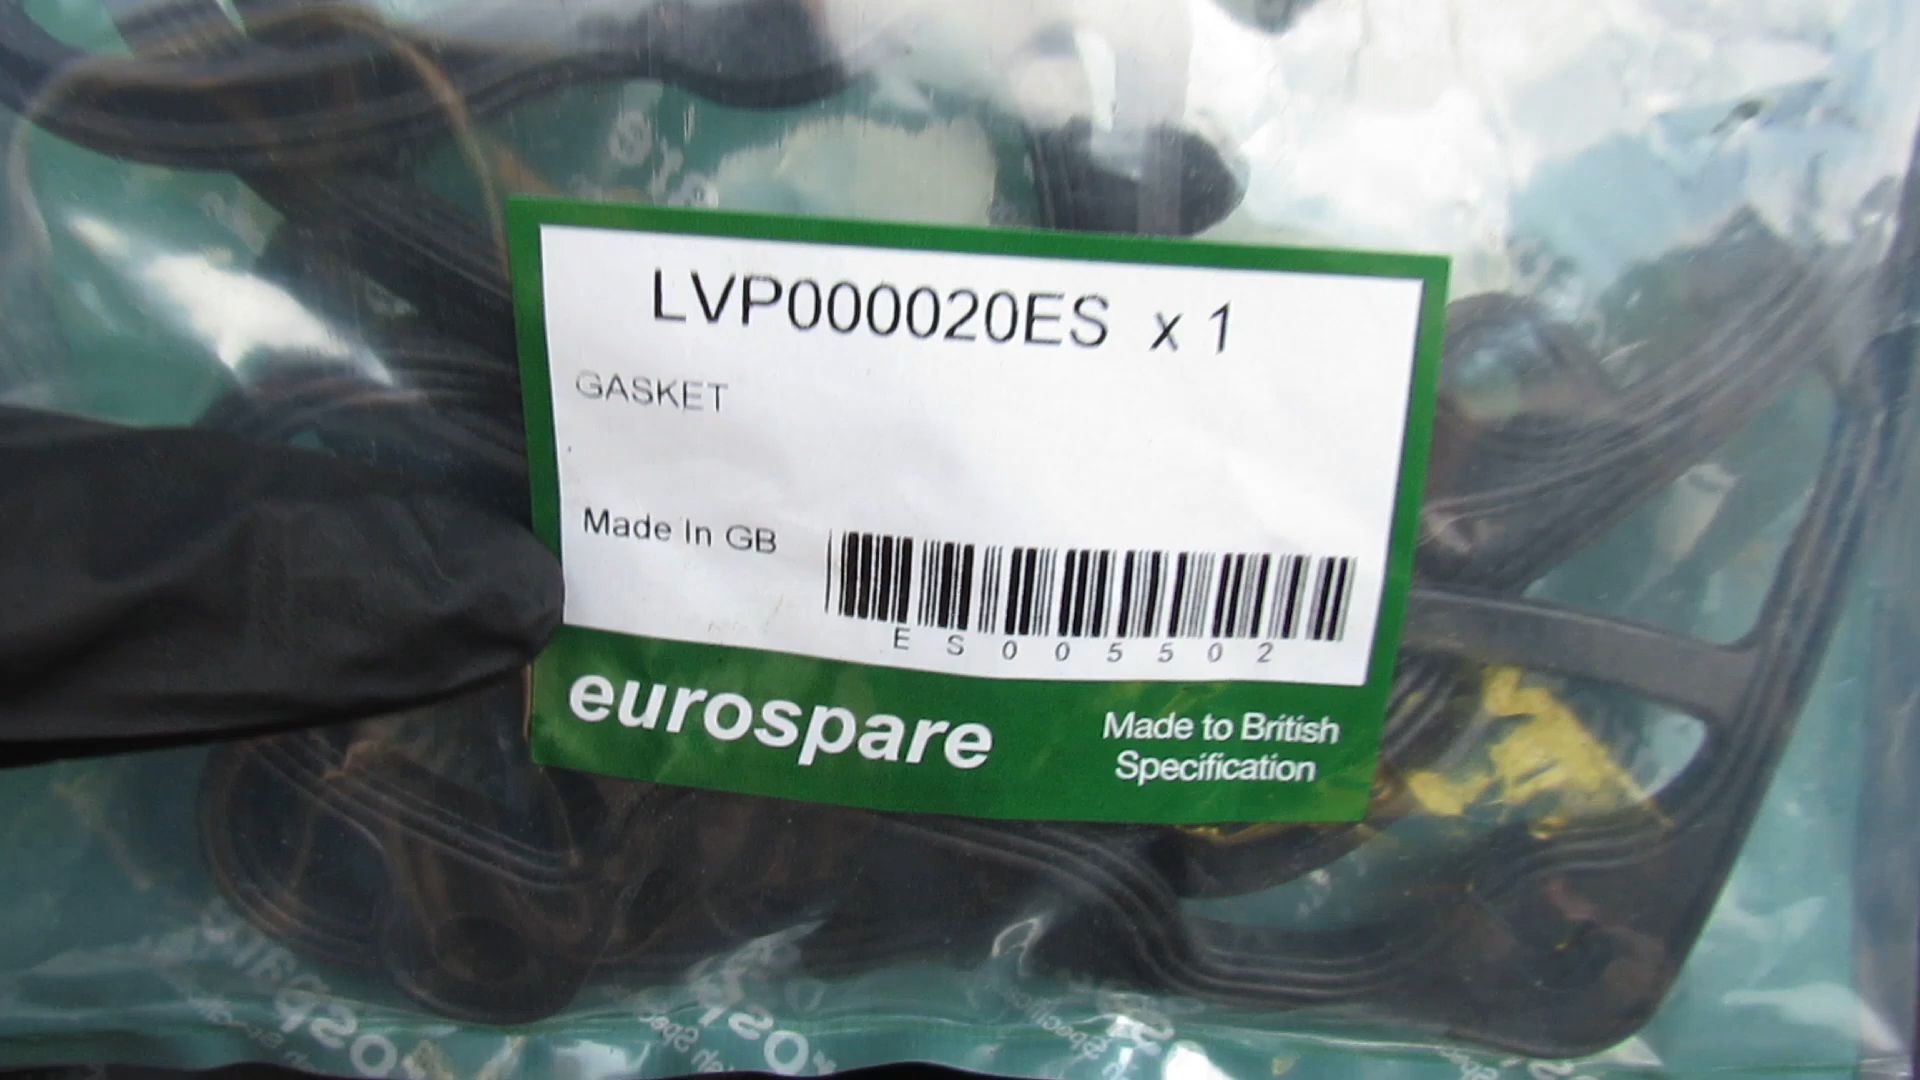 LVP000020ES x 1
GASKET
Made In GB
ES005502
eurospare
Made to British
Specification